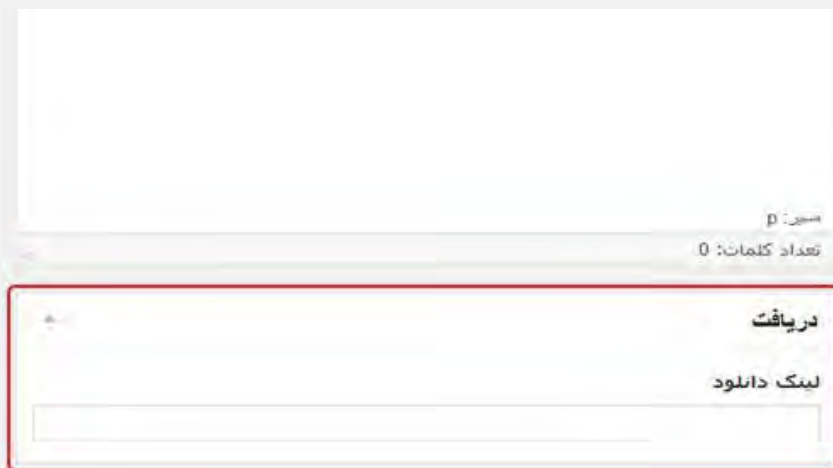 مسیر: p
تعداد کلمات: 0
دریافت
لینک دانلود